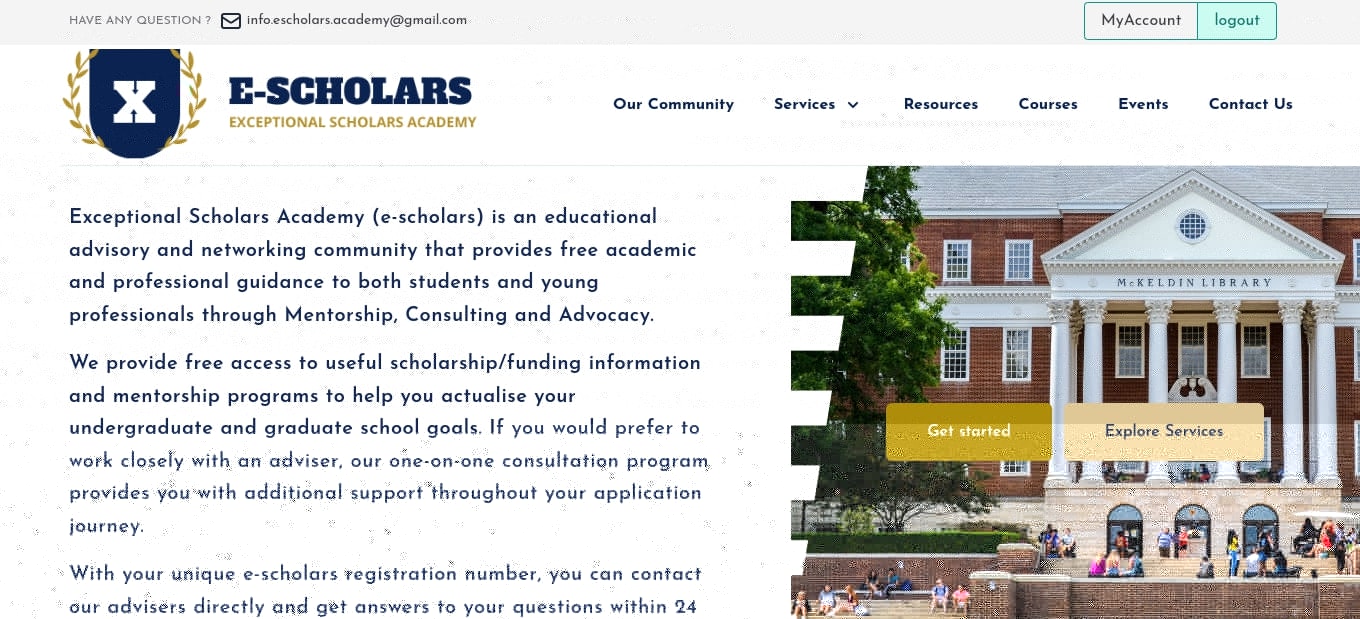 HAVE ANY QUESTION ? info.escholars.academy@gmail.com
MyAccount logout
X
E-SCHOLARS
EXCEPTIONAL SCHOLARS ACADEMY
Our Community Services Resources Courses Events Contact Us
Exceptional Scholars Academy (e-scholars) is an educational
advisory and networking community that provides free academic
and professional guidance to both students and young
professionals through Mentorship, Consulting and Advocacy.
We provide free access to useful scholarship/funding information
and mentorship programs to help you actualise your
undergraduate and graduate school goals. If you would prefer to
work closely with an adviser, our one-on-one consultation program
provides you with additional support throughout your application
journey.
With your unique e-scholars registration number, you can contact
our advisers directly and get answers to your questions within 24
McKELDIN LIBRARY
Get started Explore Services